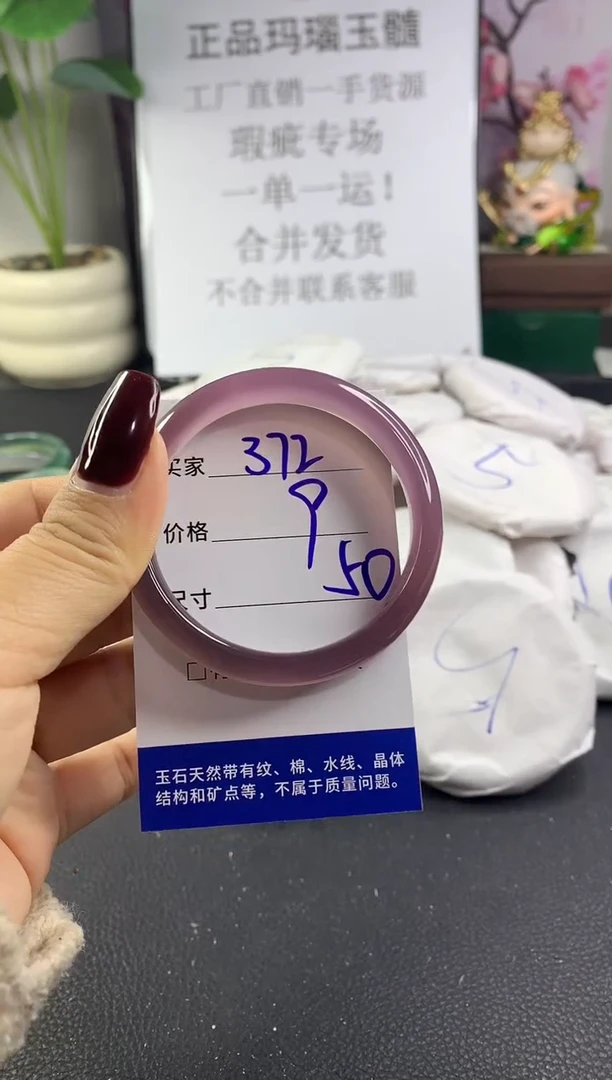 正品玛瑙玉髓
工厂直销一手货源
瑕疵专场
一单一运!
合并发货
不合并联系客服
买家 372
价格 9
尺寸 50
玉石天然带有纹、棉、水线、晶体
结构和矿点等，不属于质量问题。
5